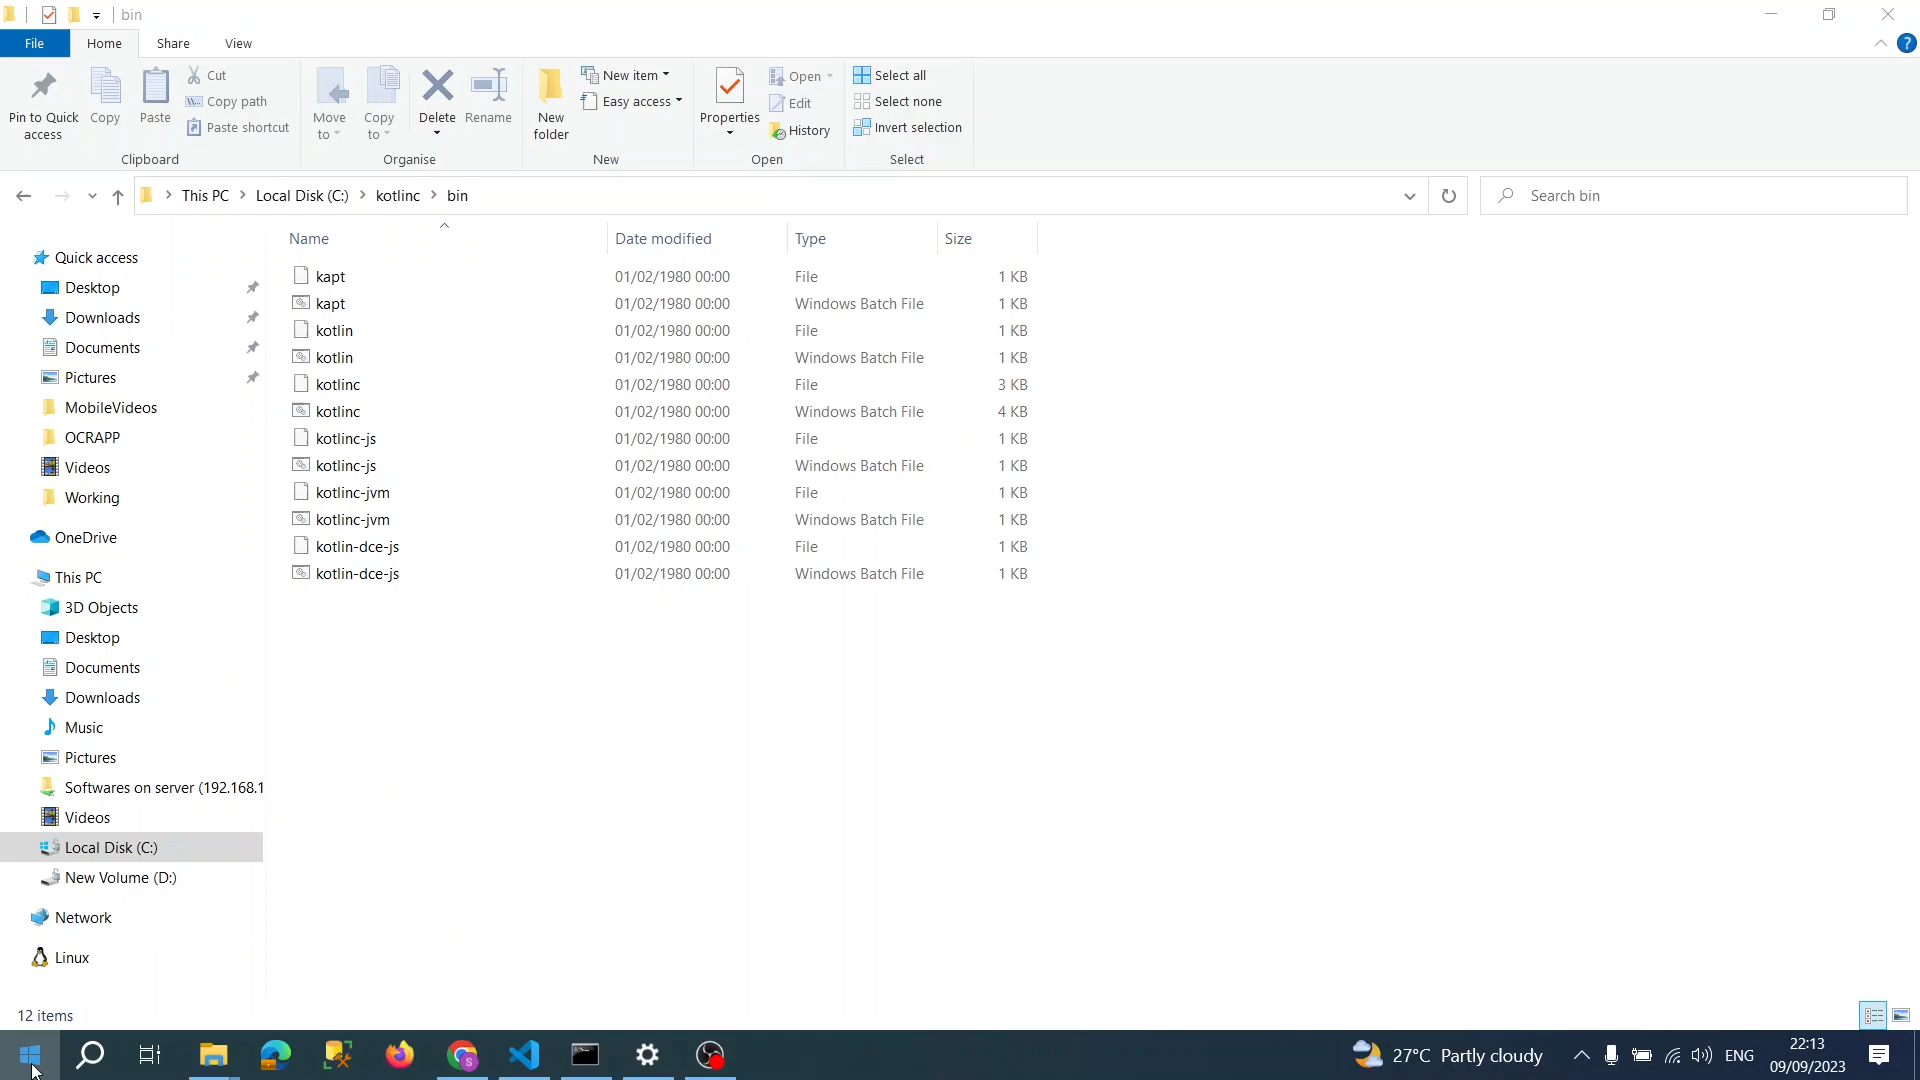 bin
File Home Share View
Pin to Quick access
Copy
Paste
Cut
Copy path
Paste shortcut
Clipboard
Move to
Copy to
Delete
Rename
Organise
New folder
New item
Easy access
New
Properties
Open
Edit
History
Open
Select all
Select none
Invert selection
Select
This PC > Local Disk (C:) > kotlinc > bin
Search bin
Quick access
Desktop
Downloads
Documents
Pictures
MobileVideos
OCRAPP
Videos
Working
OneDrive
This PC
3D Objects
Desktop
Documents
Downloads
Music
Pictures
Softwares on server (192.168.1
Videos
Local Disk (C:)
New Volume (D:)
Network
Linux
Name Date modified Type Size
kapt 01/02/1980 00:00 File 1 KB
kapt 01/02/1980 00:00 Windows Batch File 1 KB
kotlin 01/02/1980 00:00 File 1 KB
kotlin 01/02/1980 00:00 Windows Batch File 1 KB
kotlinc 01/02/1980 00:00 File 3 KB
kotlinc 01/02/1980 00:00 Windows Batch File 4 KB
kotlinc-js 01/02/1980 00:00 File 1 KB
kotlinc-js 01/02/1980 00:00 Windows Batch File 1 KB
kotlinc-jvm 01/02/1980 00:00 File 1 KB
kotlinc-jvm 01/02/1980 00:00 Windows Batch File 1 KB
kotlin-dce-js 01/02/1980 00:00 File 1 KB
kotlin-dce-js 01/02/1980 00:00 Windows Batch File 1 KB
12 items
27°C Partly cloudy
ENG
22:13
09/09/2023